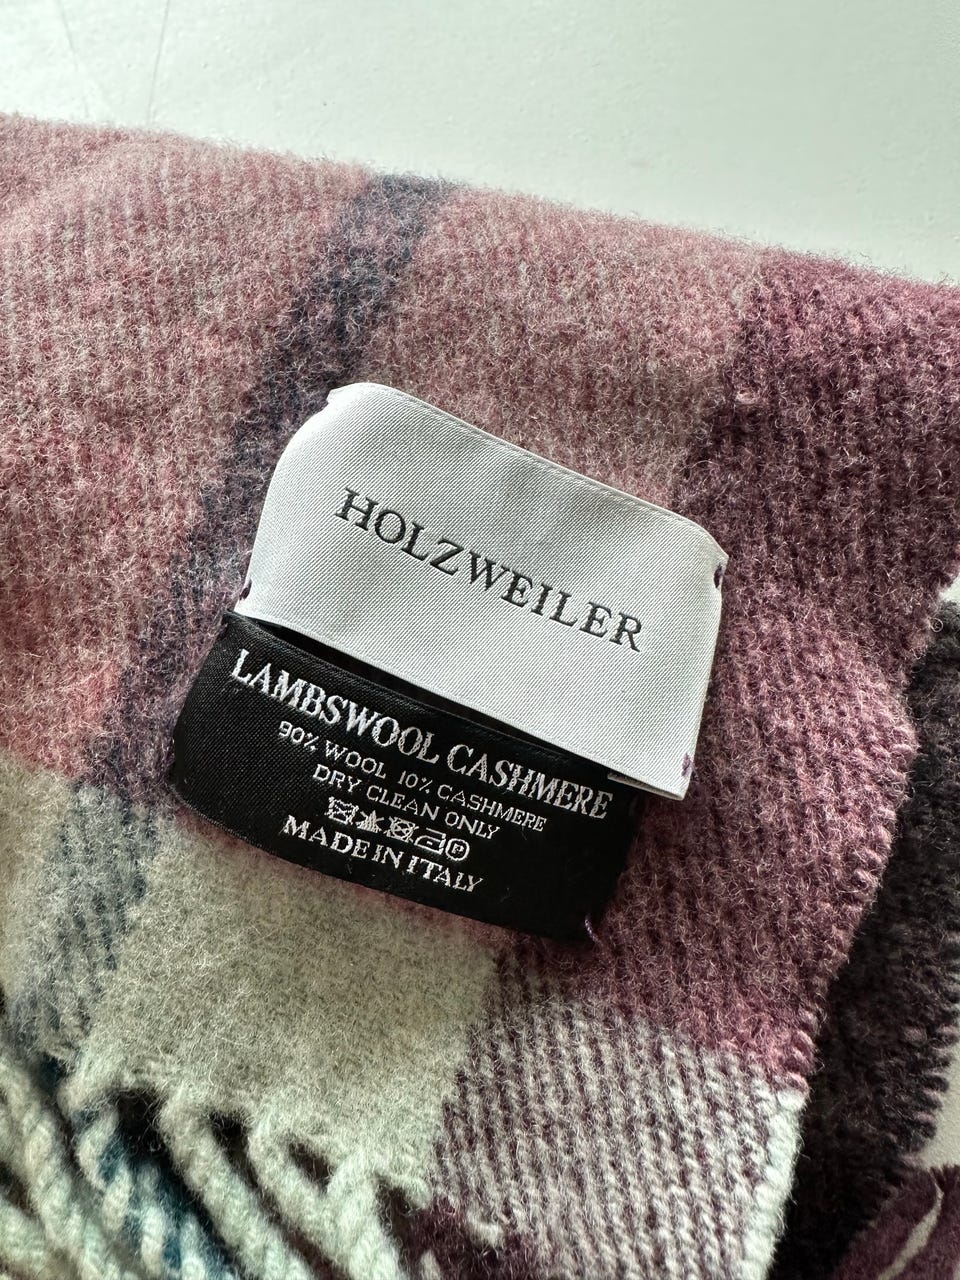 HOLZWEILER
LAMBSWOOL CASHMERE
90% WOOL 10% CASHMERE
DRY CLEAN ONLY
P
MADE IN ITALY